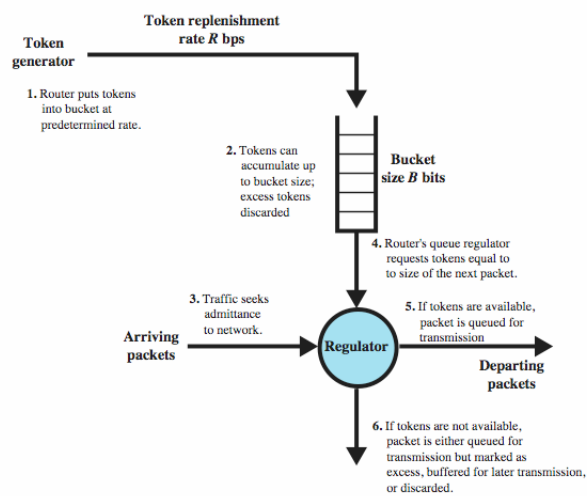 Token replenishment
rate R bps
Token
generator
1. Router puts tokens
into bucket at
predetermined rate.
2. Tokens can
accumulate up
to bucket size;
excess tokens
discarded
Bucket
size B bits
4. Router's queue regulator
requests tokens equal to
to size of the next packet.
3. Traffic seeks
admittance
to network.
5. If tokens are available,
packet is queued for
transmission
Arriving
packets
Regulator
Departing
packets
6. If tokens are not available,
packet is either queued for
transmission but marked as
excess, buffered for later transmission,
or discarded.